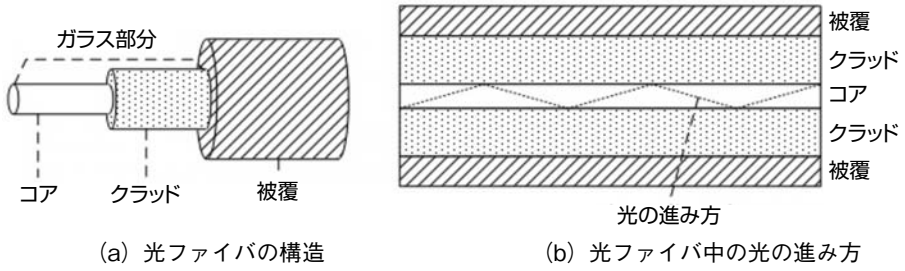 ガラス部分
コア
クラッド
被覆
(a) 光ファイバの構造
被覆
クラッド
コア
クラッド
被覆
光の進み方
(b) 光ファイバ中の光の進み方